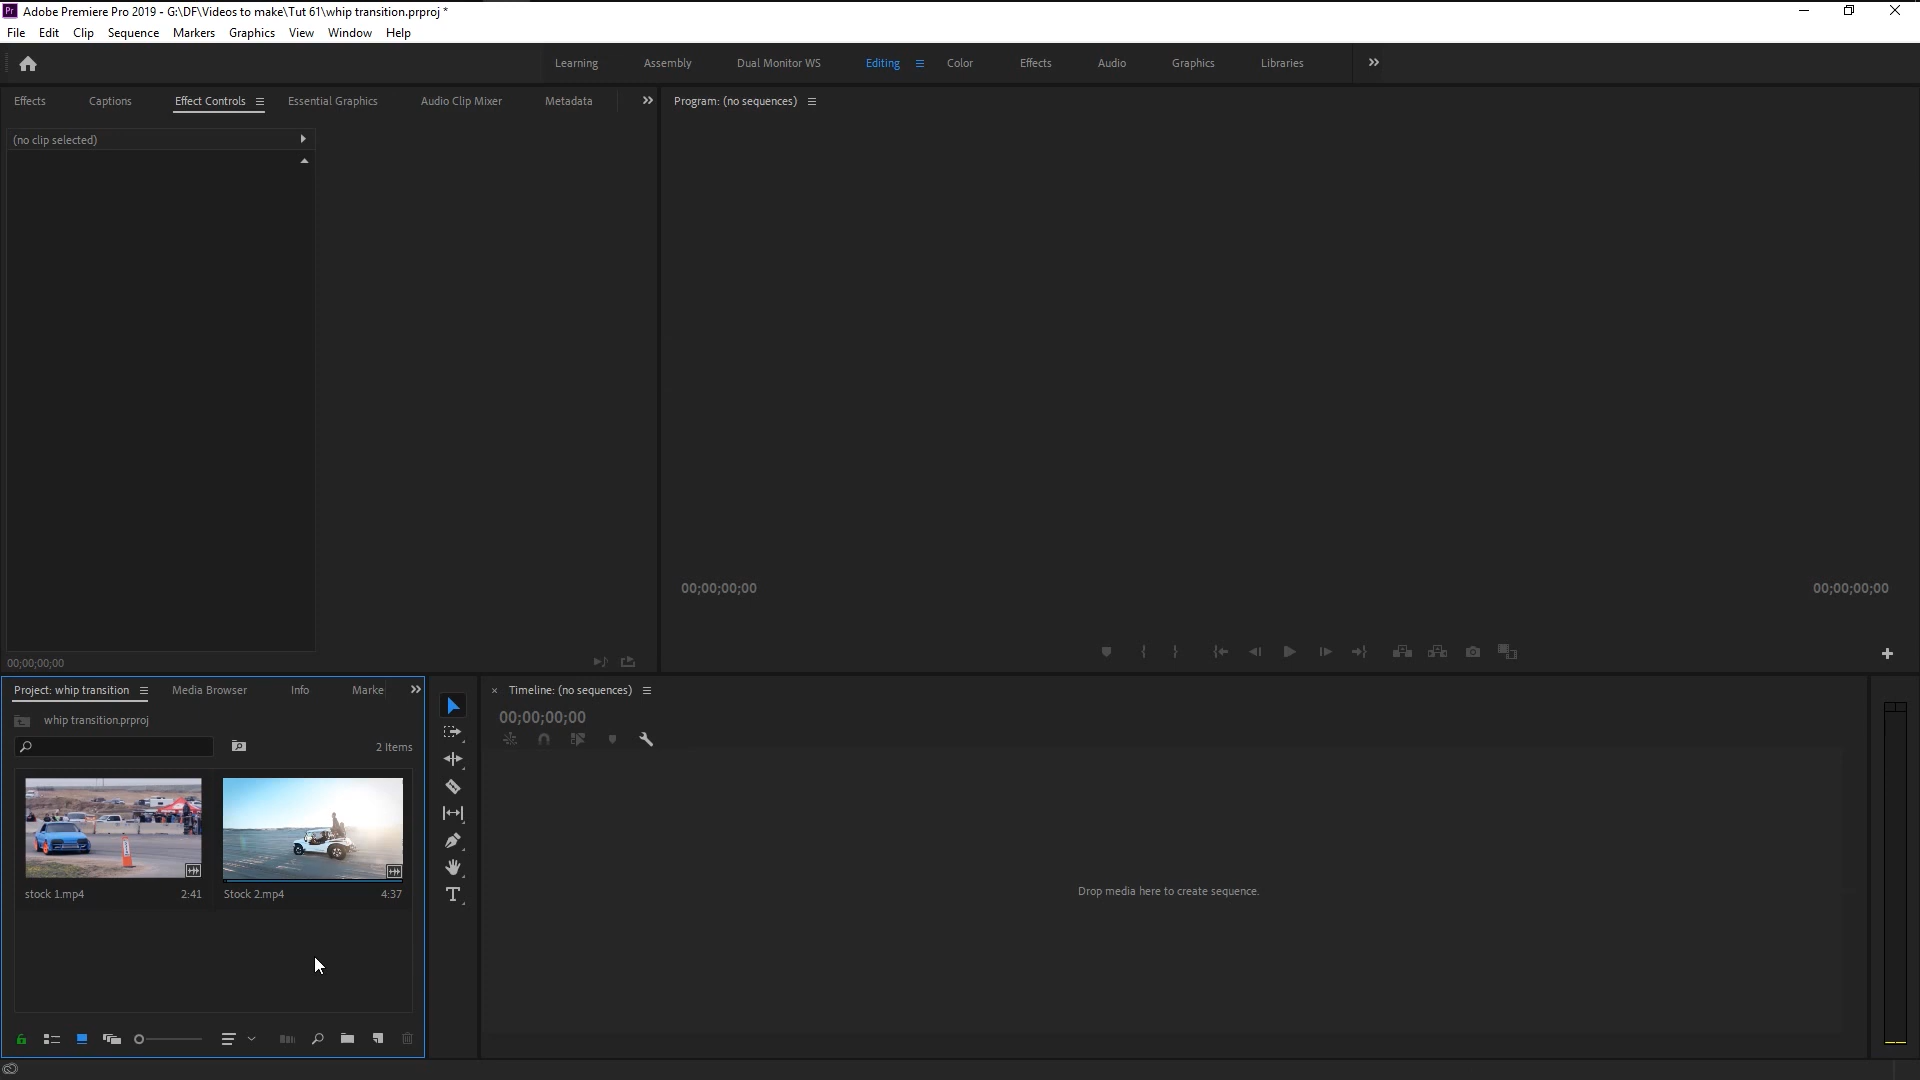 Pr Adobe Premiere Pro 2019 - G:\DF\Videos to make\Tut 61\whip transition.prproj *
File Edit Clip Sequence Markers Graphics View Window Help
Learning Assembly Dual Monitor WS Editing Color Effects Audio Graphics Libraries
Effects Captions Effect Controls Essential Graphics Audio Clip Mixer Metadata
Program: (no sequences)
(no clip selected)
00;00;00;00
00;00;00;00
00;00;00;00
Project: whip transition Media Browser Info Marke
Timeline: (no sequences)
00;00;00;00
whip transition.prproj
2 Items
stock 1.mp4 2:41
Stock 2.mp4 4:37
Drop media here to create sequence.